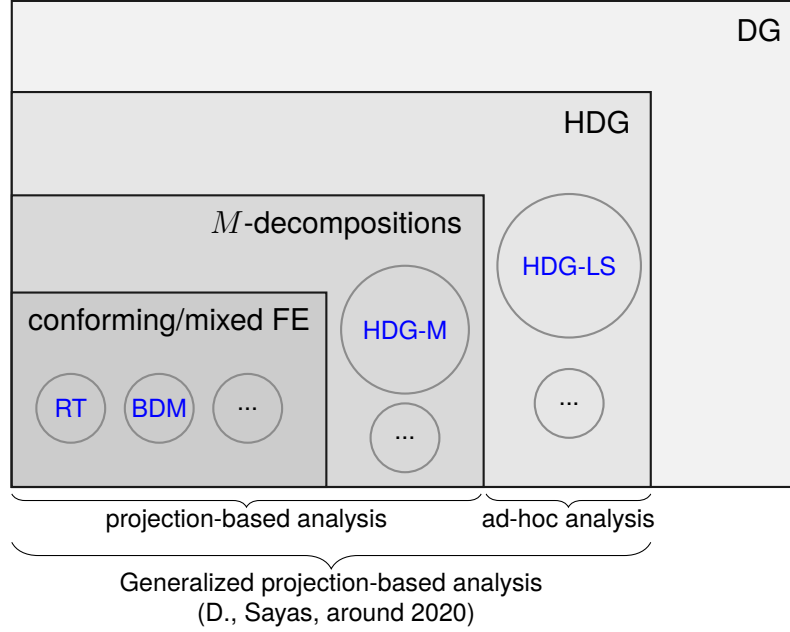 DG
HDG
M-decompositions
HDG-LS
conforming/mixed FE
HDG-M
RT
BDM
...
...
...
projection-based analysis
ad-hoc analysis
Generalized projection-based analysis
(D., Sayas, around 2020)